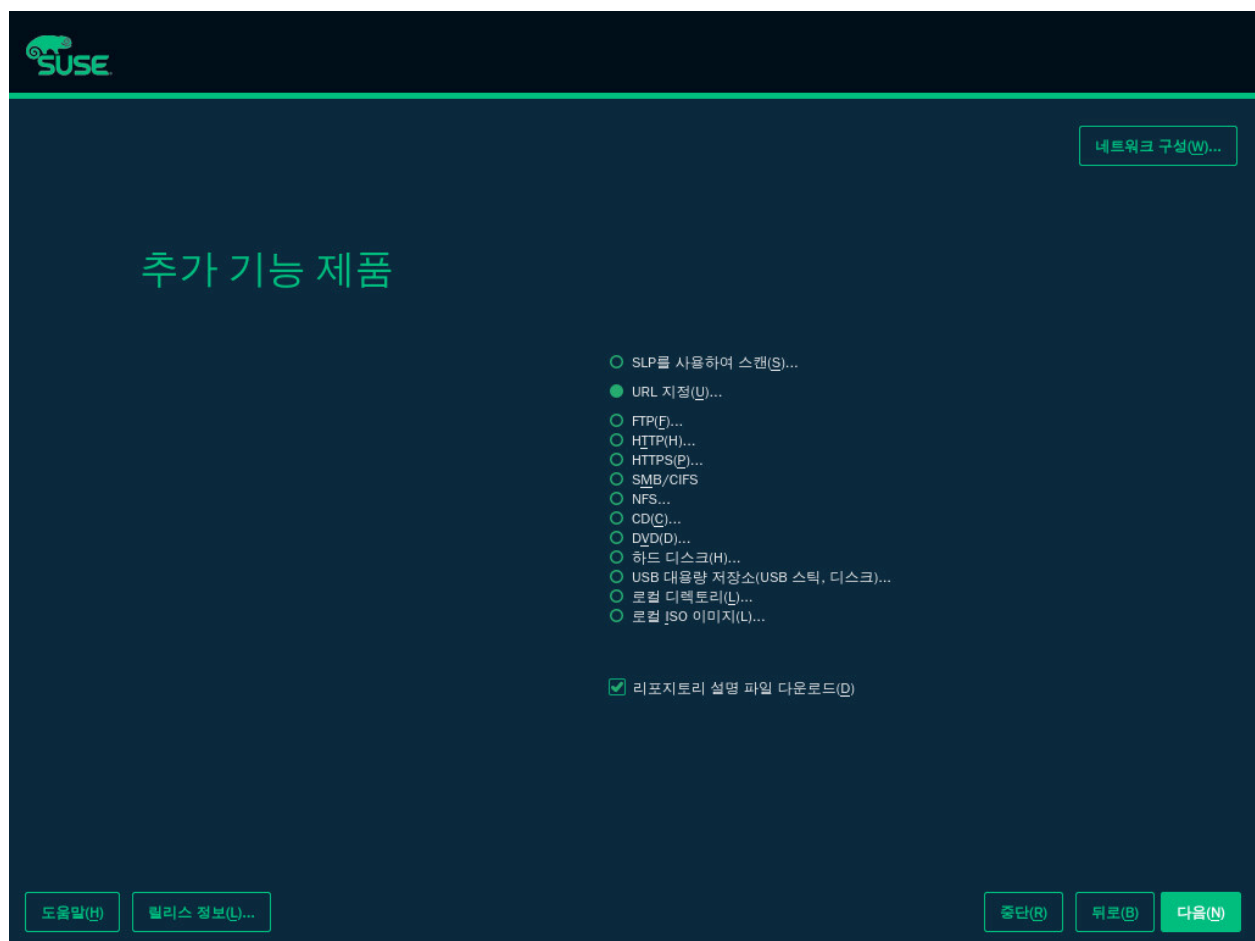 SUSE
네트워크 구성(W)...
추가 기능 제품
SLP를 사용하여 스캔(S)...
URL 지정(U)...
FTP(F)...
HTTP(H)...
HTTPS(P)...
SMB/CIFS
NFS...
CD(C)...
DVD(D)...
하드 디스크(H)...
USB 대용량 저장소(USB 스틱, 디스크)...
로컬 디렉토리(L)...
로컬 ISO 이미지(L)...
리포지토리 설명 파일 다운로드(D)
도움말(H) 릴리스 정보(L)... 중단(R) 뒤로(B) 다음(N)